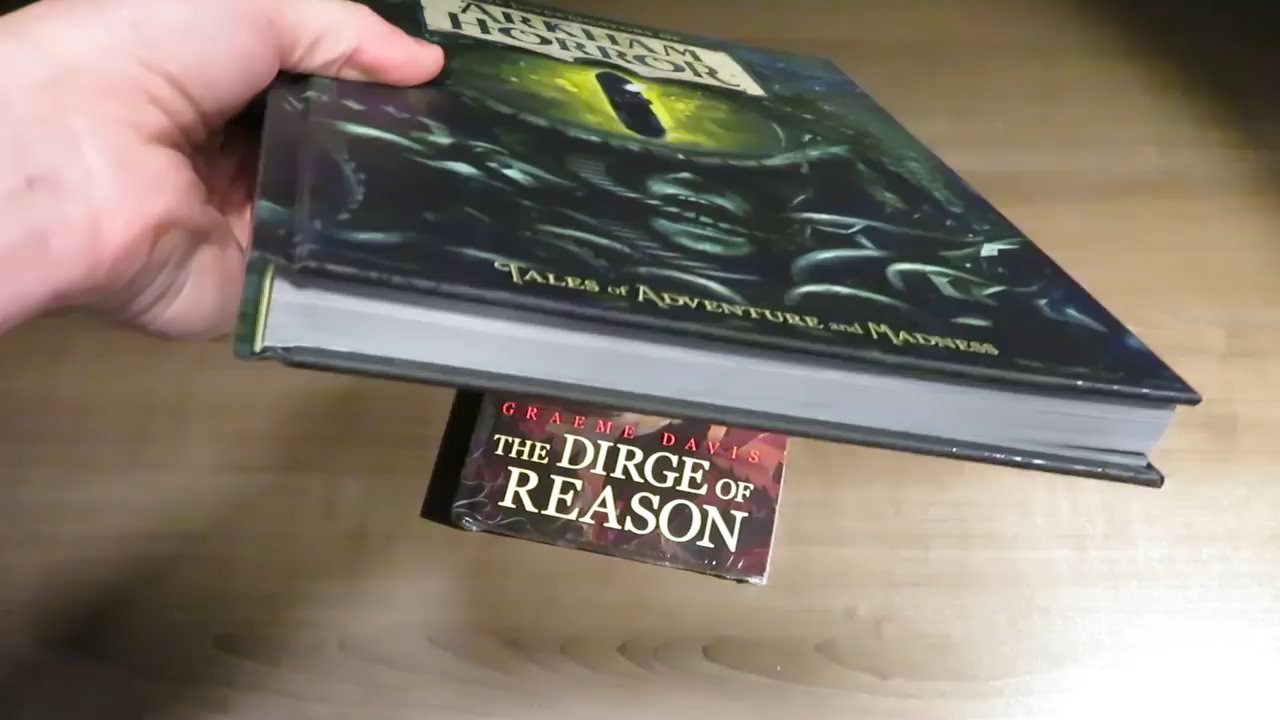 ARKHAM
HORROR
TALES OF ADVENTURE AND MADNESS
GRAEME DAVIS
THE DIRGE OF
REASON